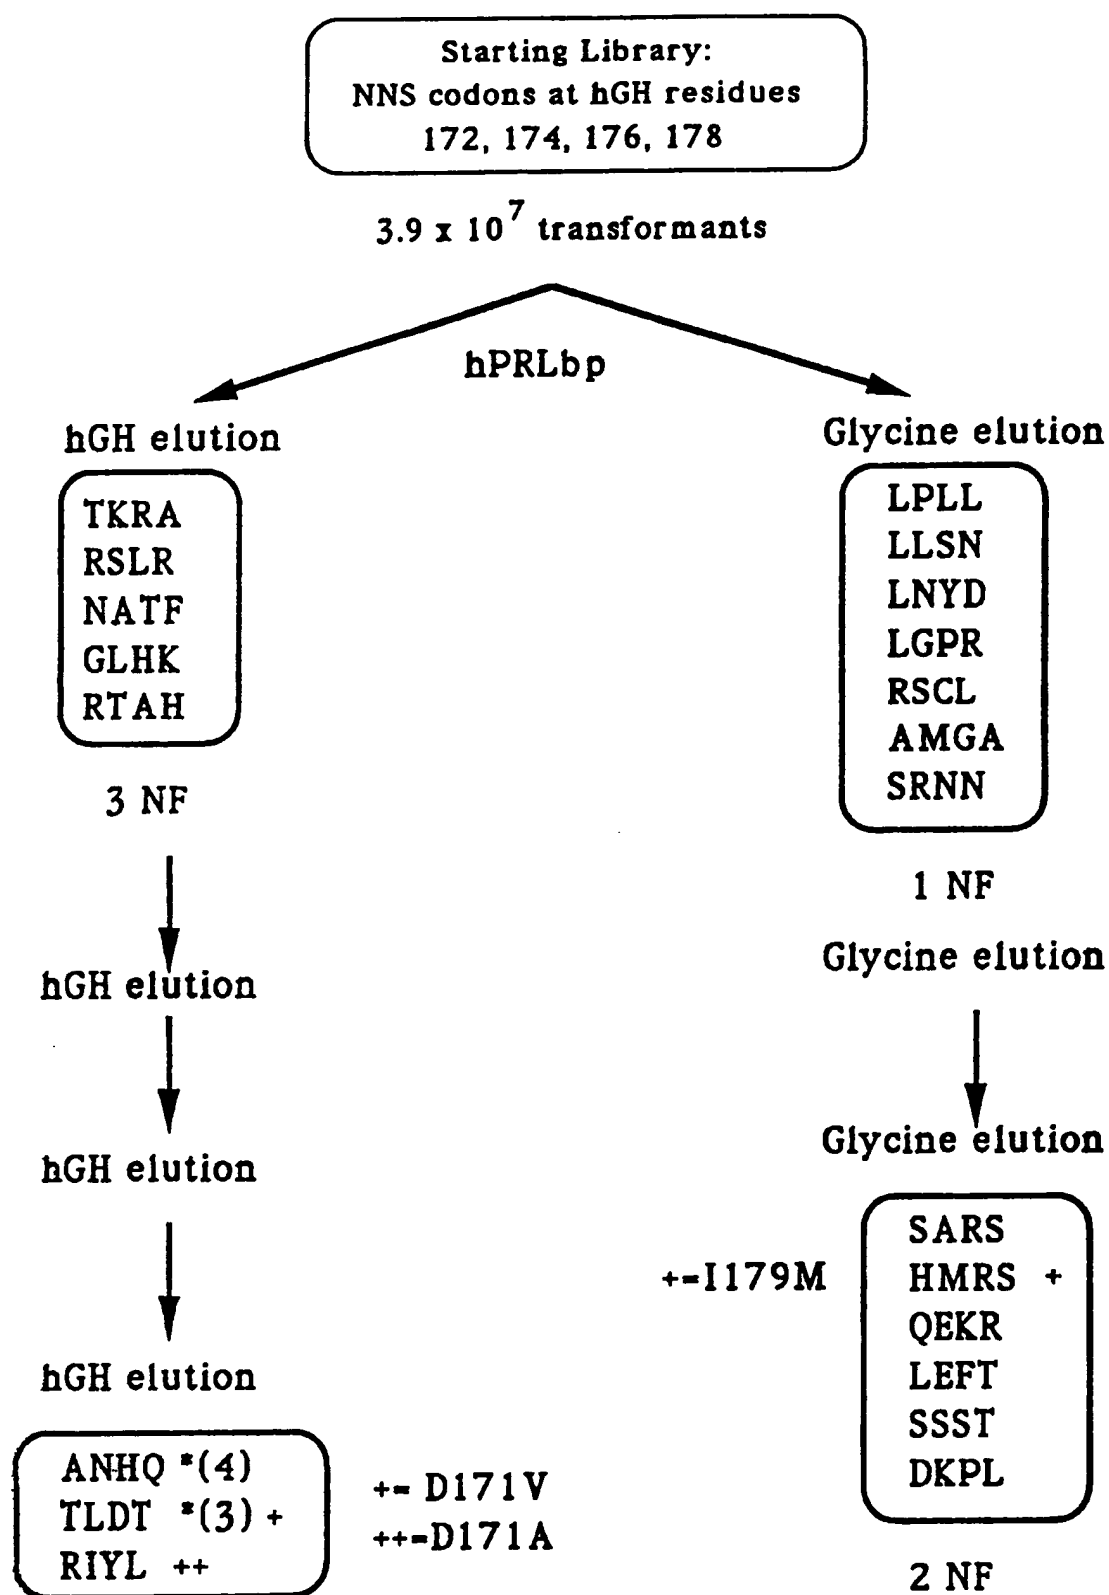 Starting Library:
NNS codons at hGH residues
172, 174, 176, 178
3.9 x 10^7 transformants
hPRLbp
hGH elution
TKRA
RSLR
NATF
GLHK
RTAH
3 NF
hGH elution
hGH elution
hGH elution
ANHQ *(4)
TLDT *(3) +
RIYL ++
+= D171V
++=D171A
Glycine elution
LPLL
LLSN
LNYD
LGPR
RSCL
AMGA
SRNN
1 NF
Glycine elution
Glycine elution
+=I179M
SARS
HMRS +
QEKR
LEFT
SSST
DKPL
2 NF